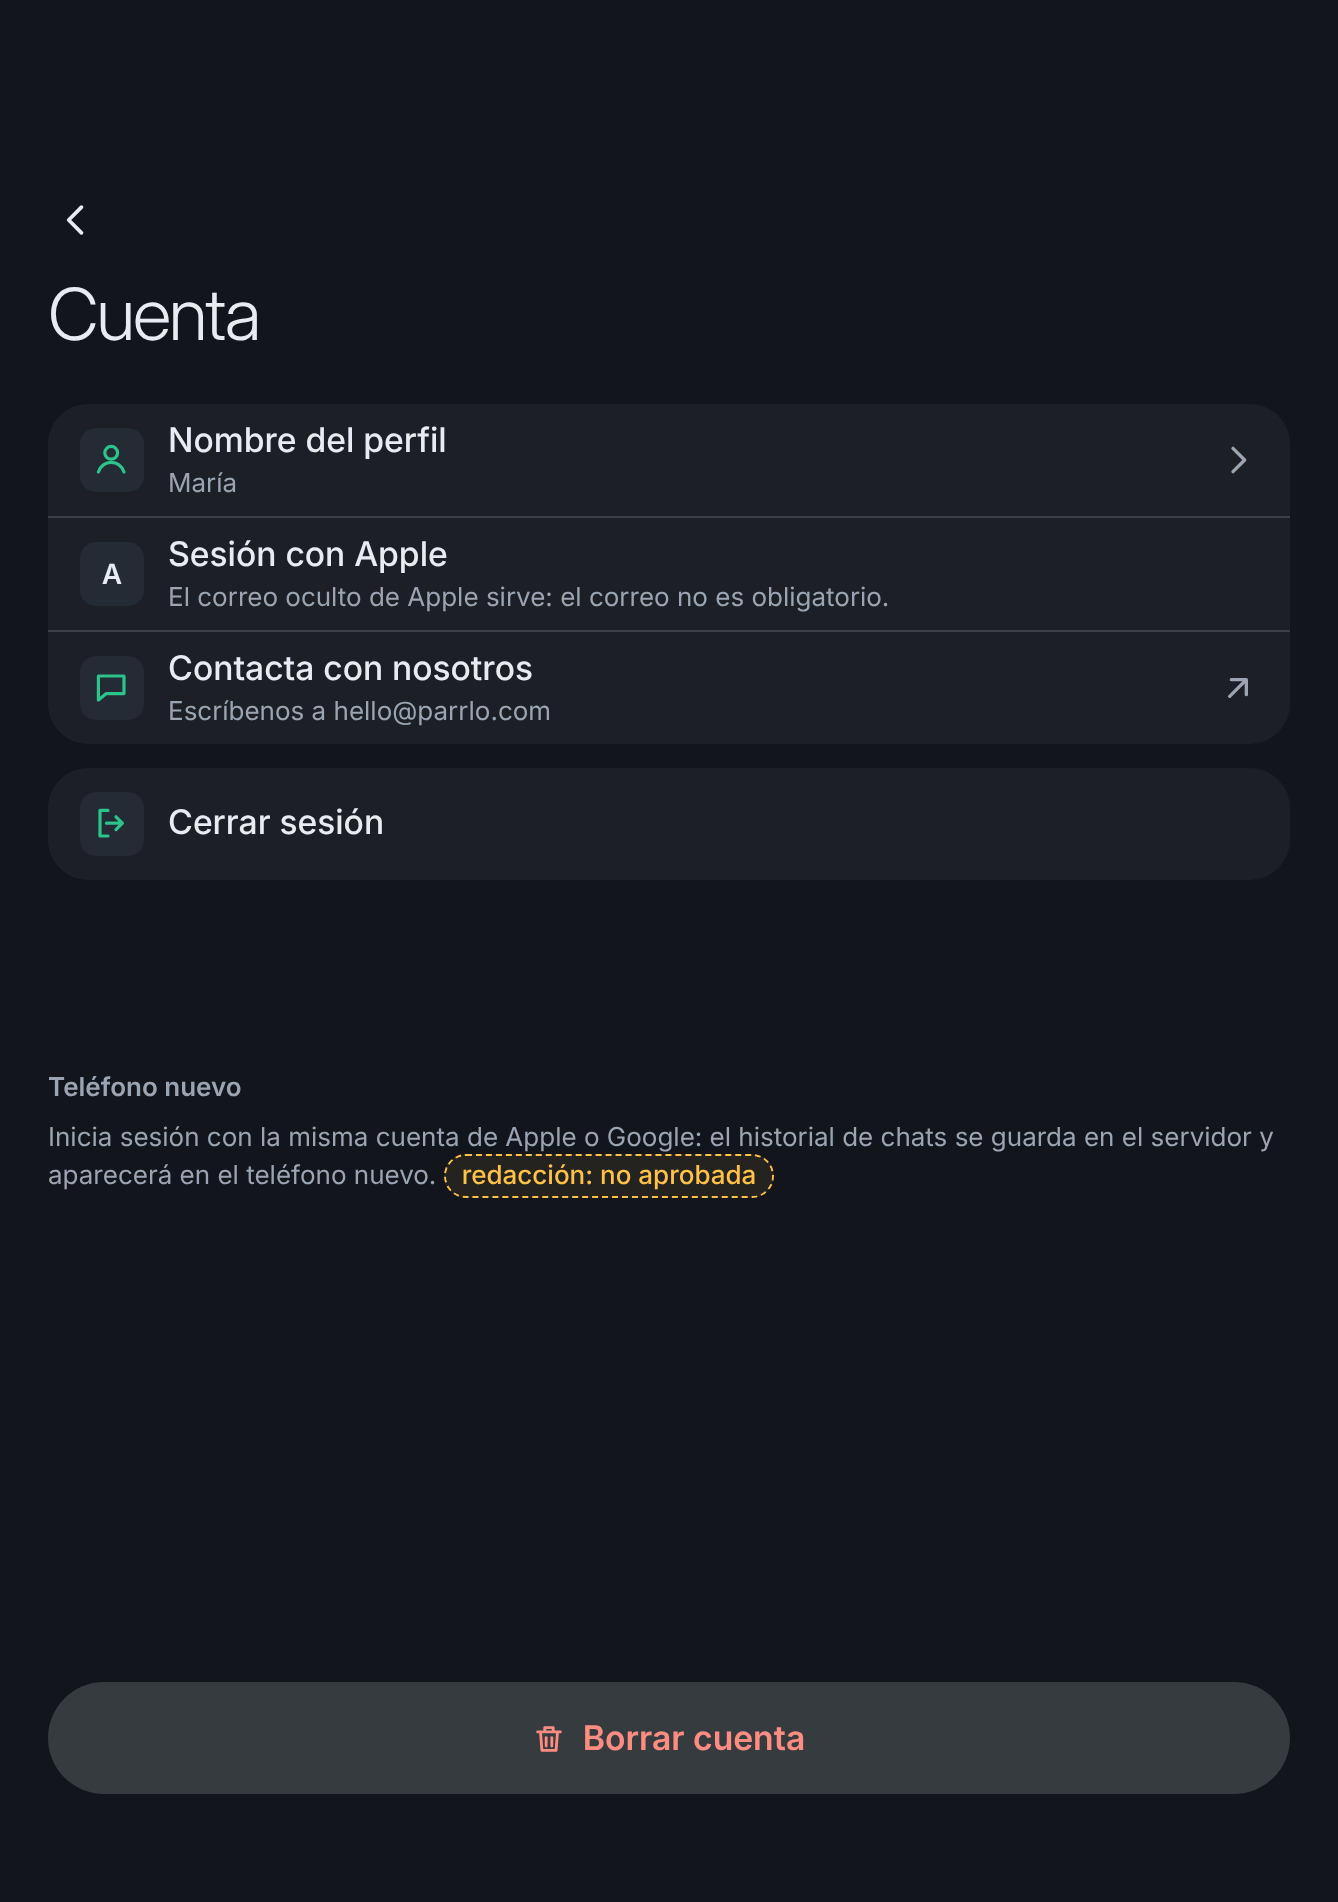 Cuenta
Nombre del perfil
María
A
Sesión con Apple
El correo oculto de Apple sirve: el correo no es obligatorio.
Contacta con nosotros
Escríbenos a hello@parrlo.com
Cerrar sesión
Teléfono nuevo
Inicia sesión con la misma cuenta de Apple o Google: el historial de chats se guarda en el servidor y
aparecerá en el teléfono nuevo. redacción: no aprobada
Borrar cuenta